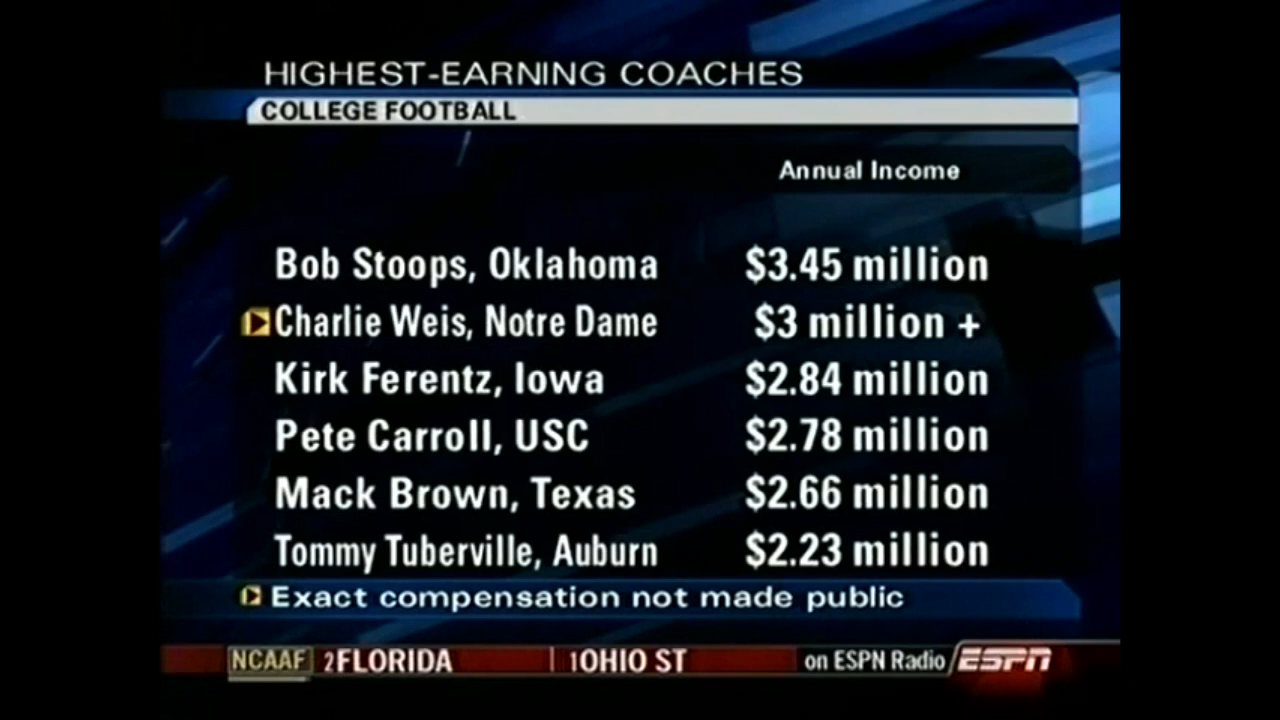 HIGHEST-EARNING COACHES
COLLEGE FOOTBALL
Annual Income
Bob Stoops, Oklahoma $3.45 million
Charlie Weis, Notre Dame $3 million +
Kirk Ferentz, Iowa $2.84 million
Pete Carroll, USC $2.78 million
Mack Brown, Texas $2.66 million
Tommy Tuberville, Auburn $2.23 million
Exact compensation not made public
NCAAF 2FLORIDA 1OHIO ST on ESPN Radio ESPN